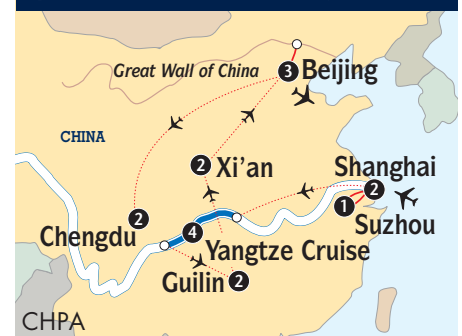 Great Wall of China
3
Beijing
CHINA
2
Xi'an
Shanghai
2
1
Suzhou
2
Chengdu
4
Yangtze Cruise
Guilin
2
CHPA